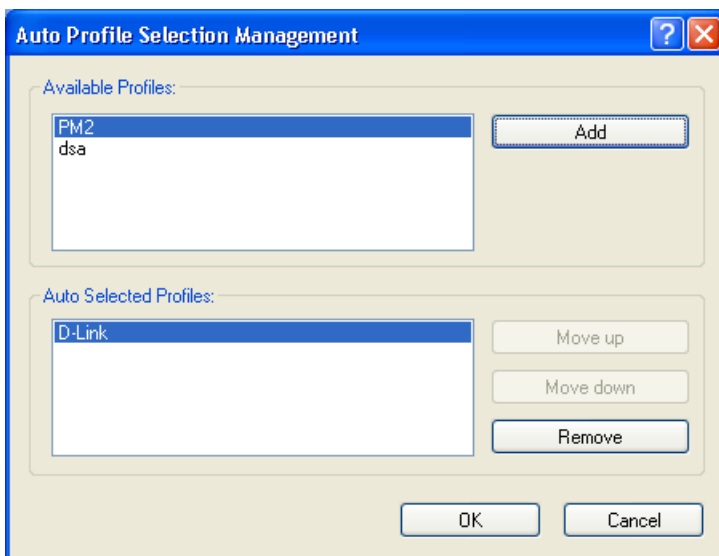 Auto Profile Selection Management
?
Available Profiles:
PM2
dsa
Add
Auto Selected Profiles:
D-Link
Move up
Move down
Remove
OK
Cancel